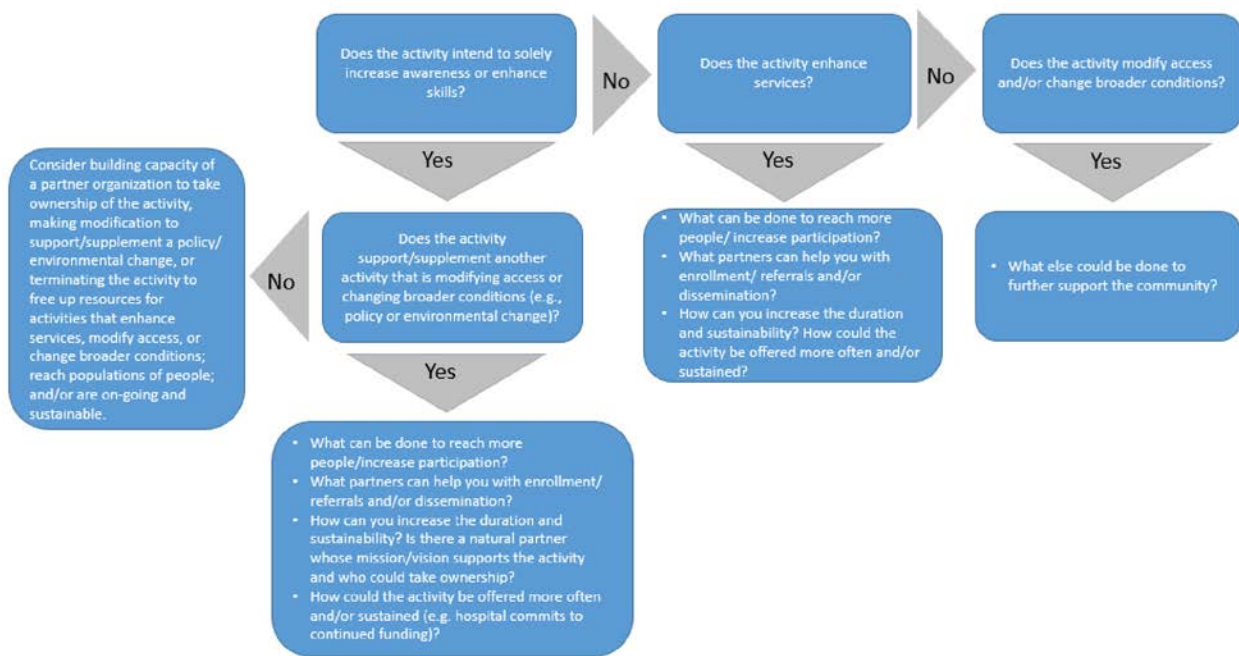 Does the activity intend to solely
increase awareness or enhance
skills?
No
Does the activity enhance
services?
No
Does the activity modify access
and/or change broader conditions?
Yes
Yes
Yes
Consider building capacity of
a partner organization to take
ownership of the activity,
making modification to
support/supplement a policy/
environmental change, or
terminating the activity to
free up resources for
activities that enhance
services, modify access, or
change broader conditions;
reach populations of people;
and/or are on-going and
sustainable.
No
Does the activity
support/supplement another
activity that is modifying access or
changing broader conditions (e.g.,
policy or environmental change)?
• What can be done to reach more
people/ increase participation?
• What partners can help you with
enrollment/ referrals and/or
dissemination?
• How can you increase the duration
and sustainability? How could the
activity be offered more often and/or
sustained?
• What else could be done to
further support the community?
Yes
• What can be done to reach more
people/increase participation?
• What partners can help you with enrollment/
referrals and/or dissemination?
• How can you increase the duration and
sustainability? Is there a natural partner
whose mission/vision supports the activity
and who could take ownership?
• How could the activity be offered more often
and/or sustained (e.g. hospital commits to
continued funding)?